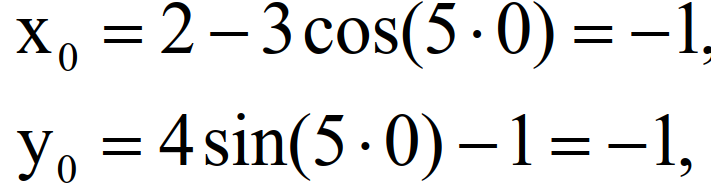 x₀ = 2 − 3cos(5 · 0) = −1,
y₀ = 4sin(5 · 0) − 1 = −1,